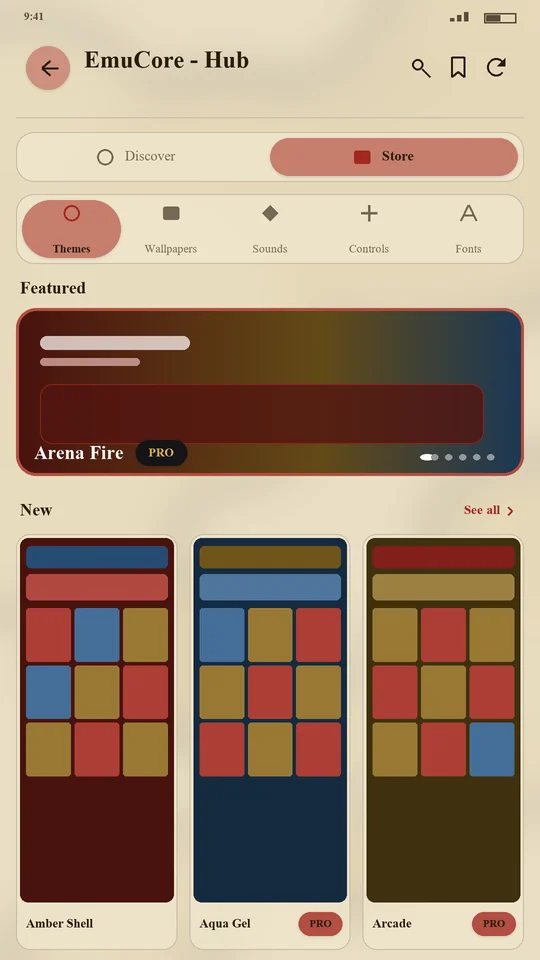 9:41
EmuCore - Hub
Discover
Store
Themes
Wallpapers
Sounds
Controls
Fonts
Featured
Arena Fire
PRO
New
See all
Amber Shell
Aqua Gel
PRO
Arcade
PRO